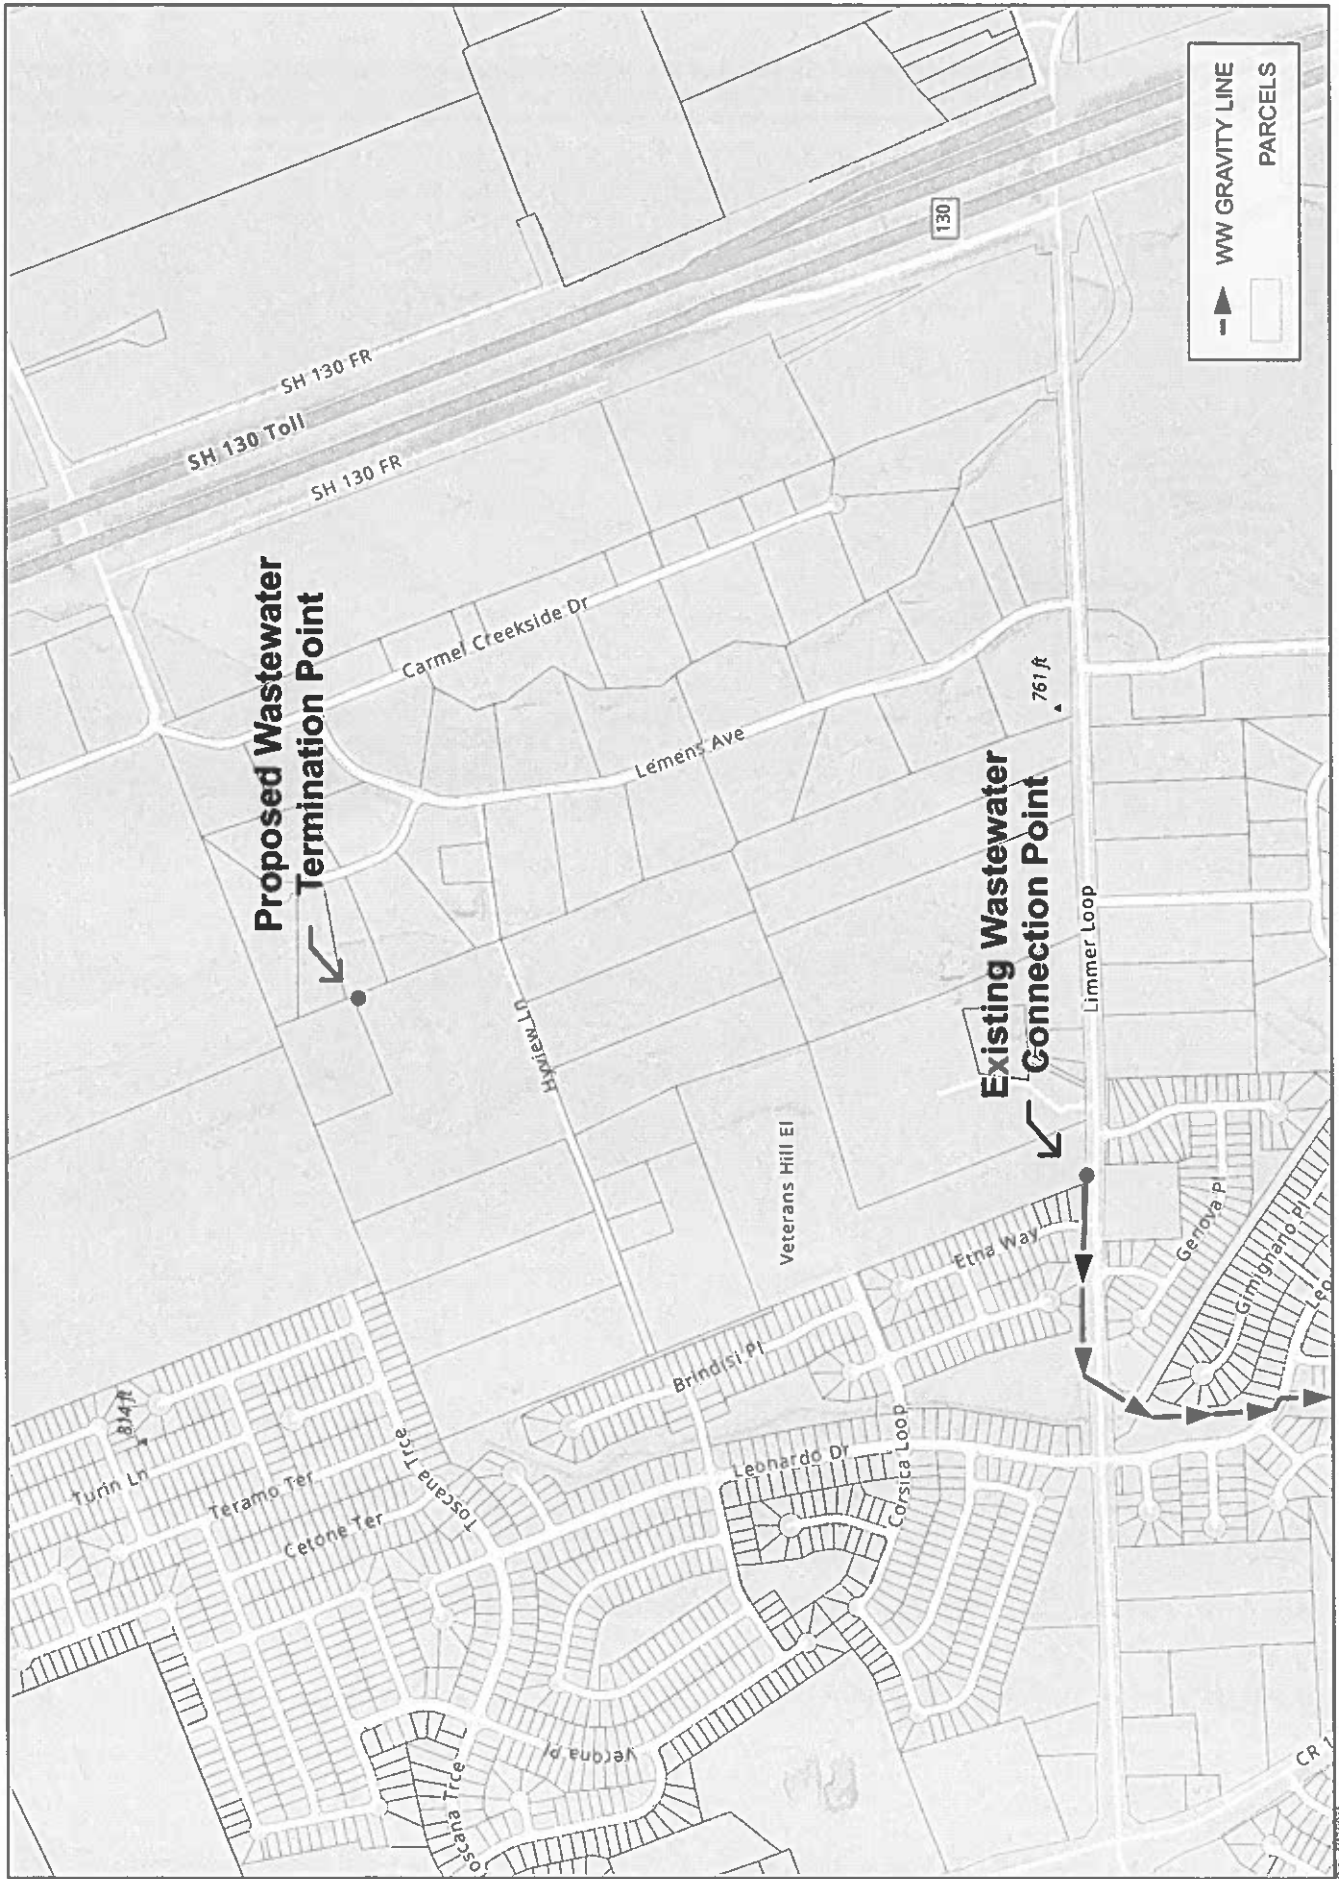 Proposed Wastewater
Termination Point
Existing Wastewater
Connection Point
WW GRAVITY LINE
PARCELS
SH 130 FR
SH 130 Toll
SH 130 FR
130
Carmel Creekside Dr
Lemens Ave
761 ft
Hyview Ln
Limmer Loop
Veterans Hill El
Etna Way
Genova Pl
Gimignano Pl
Leo
Brindisi Pl
814 ft
Turin Ln
Teramo Ter
Cetone Ter
Toscana Trce
Leonardo Dr
Corsica Loop
Verona Pl
oscana Trce
CR 1